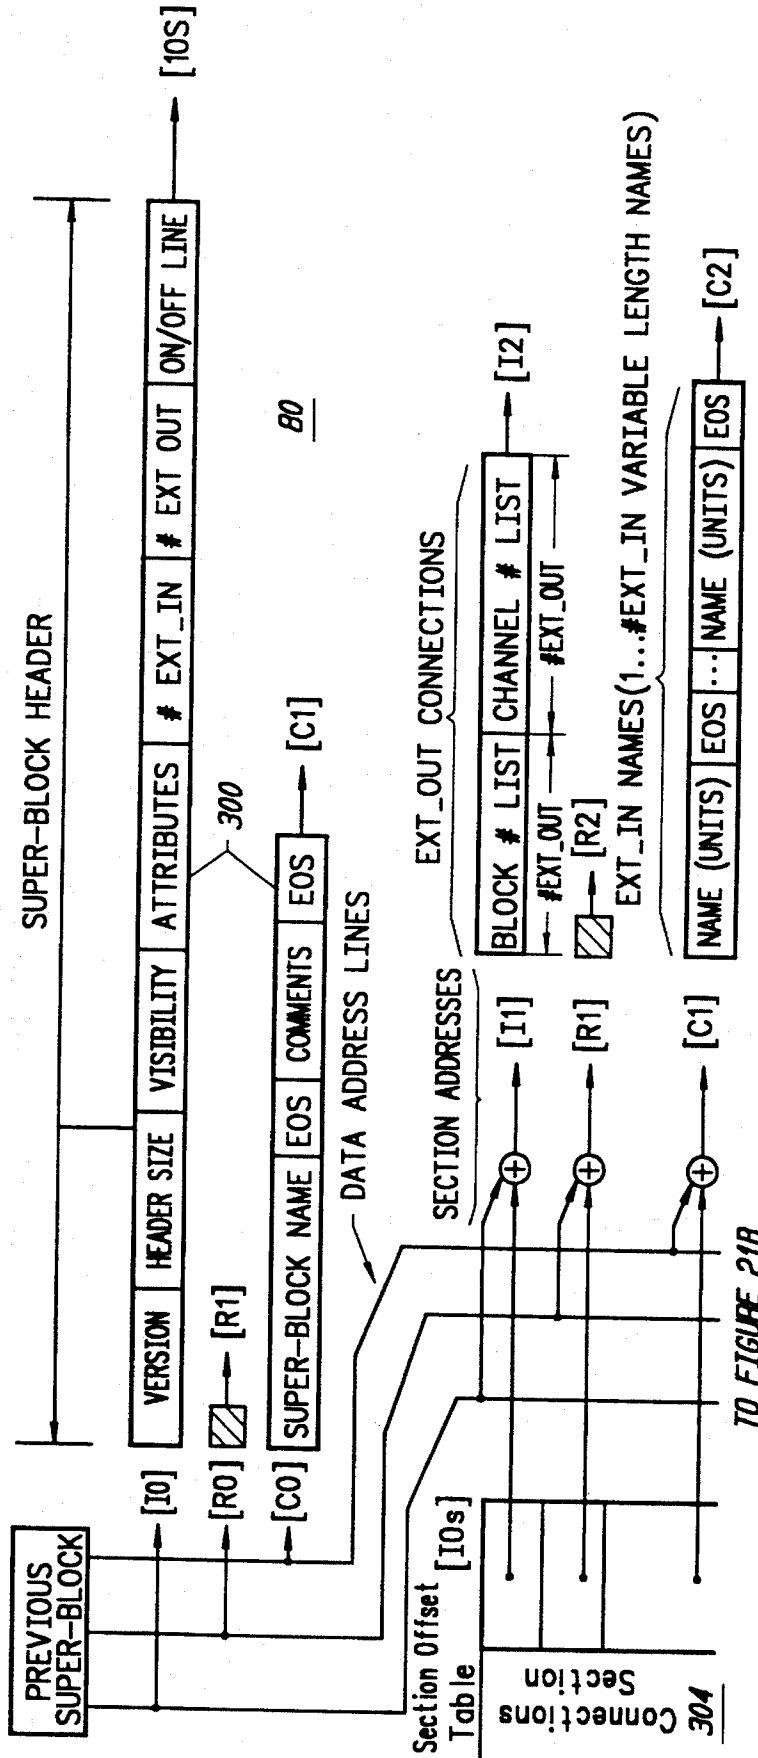 SUPER-BLOCK HEADER
PREVIOUS
SUPER-BLOCK
[I0]
VERSION
HEADER SIZE
VISIBILITY
ATTRIBUTES
# EXT_IN
# EXT OUT
ON/OFF LINE
[10S]
[R0]
[R1]
300
[C0]
SUPER-BLOCK NAME
EOS
COMMENTS
EOS
[C1]
80
DATA ADDRESS LINES
Section Offset
Table
[I0s]
SECTION ADDRESSES
EXT_OUT CONNECTIONS
[I1]
BLOCK # LIST
CHANNEL # LIST
[I2]
#EXT_OUT
#EXT_OUT
[R1]
[R2]
EXT_IN NAMES(1...#EXT_IN VARIABLE LENGTH NAMES)
[C1]
NAME (UNITS)
EOS
...
NAME (UNITS)
EOS
[C2]
Connections
Section
304
TO FIGURE 21B